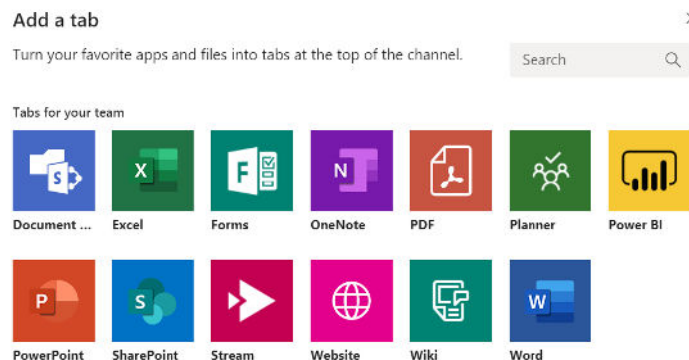 Add a tab
Turn your favorite apps and files into tabs at the top of the channel.
Search
Tabs for your team
Document ... Excel Forms OneNote PDF Planner Power BI
PowerPoint SharePoint Stream Website Wiki Word